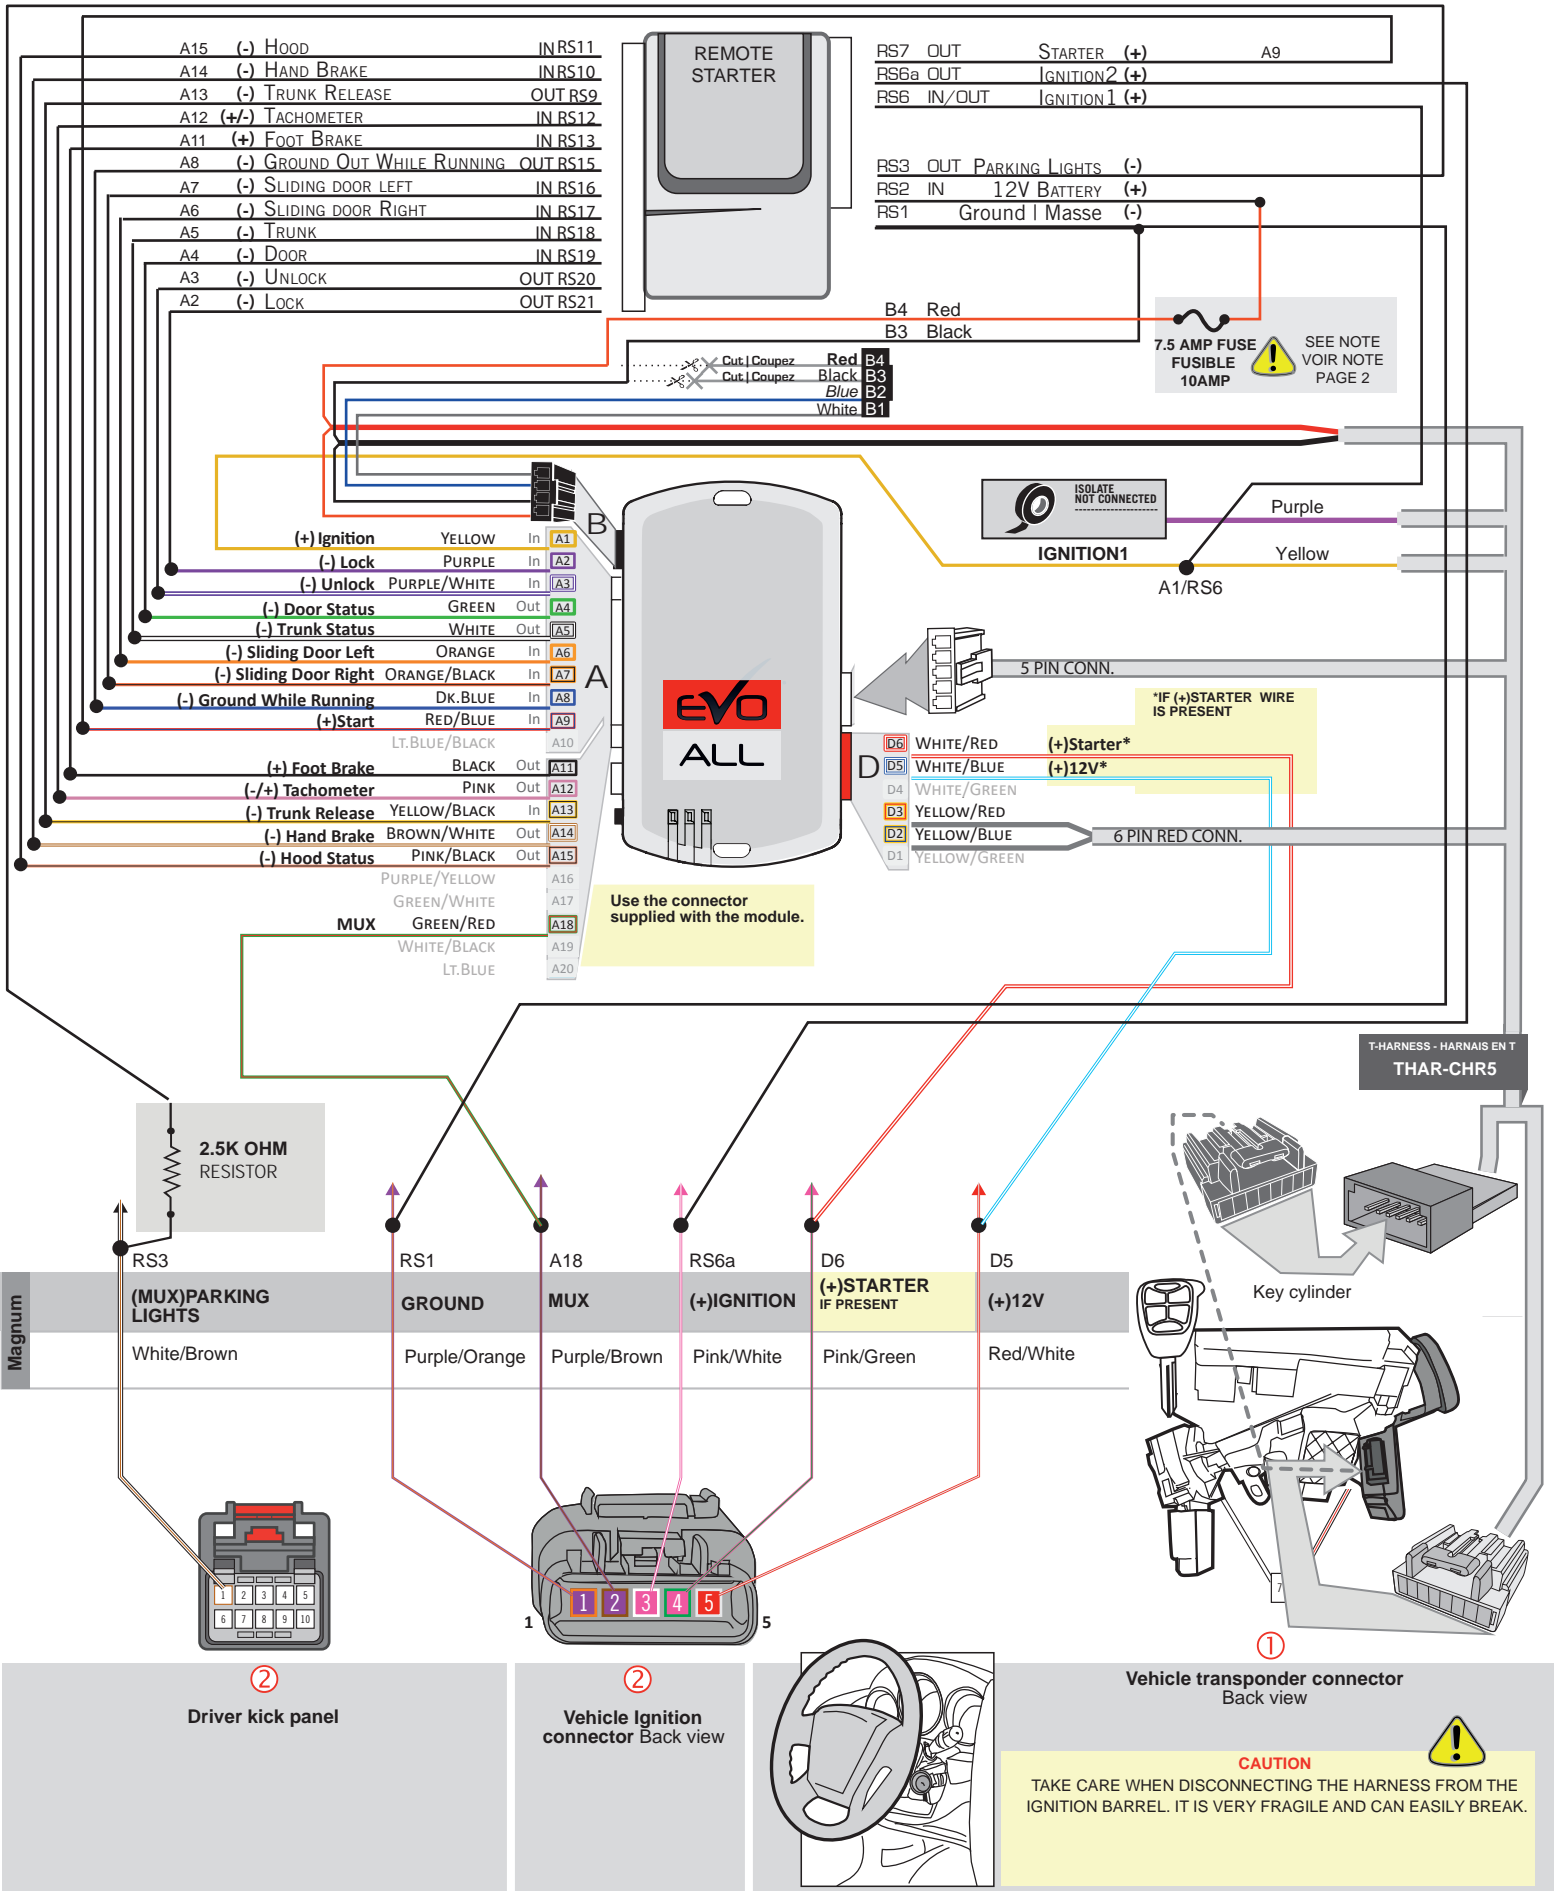 A15 (-) HOOD IN RS11
A14 (-) HAND BRAKE IN RS10
A13 (-) TRUNK RELEASE OUT RS9
A12 (+/-) TACHOMETER IN RS12
A11 (+) FOOT BRAKE IN RS13
A8 (-) GROUND OUT WHILE RUNNING OUT RS15
A7 (-) SLIDING DOOR LEFT IN RS16
A6 (-) SLIDING DOOR RIGHT IN RS17
A5 (-) TRUNK IN RS18
A4 (-) DOOR IN RS19
A3 (-) UNLOCK OUT RS20
A2 (-) LOCK OUT RS21
REMOTE
STARTER
RS7 OUT STARTER (+) A9
RS6a OUT IGNITION2 (+)
RS6 IN/OUT IGNITION1 (+)
RS3 OUT PARKING LIGHTS (-)
RS2 IN 12V BATTERY (+)
RS1 Ground | Masse (-)
B4 Red
B3 Black
7.5 AMP FUSE
FUSIBLE
10AMP
SEE NOTE
VOIR NOTE
PAGE 2
Cut | Coupez Red B4
Cut | Coupez Black B3
Blue B2
White B1
ISOLATE
NOT CONNECTED
Purple
IGNITION1
Yellow
A1/RS6
B
A
(+) Ignition YELLOW In A1
(-) Lock PURPLE In A2
(-) Unlock PURPLE/WHITE In A3
(-) Door Status GREEN Out A4
(-) Trunk Status WHITE Out A5
(-) Sliding Door Left ORANGE In A6
(-) Sliding Door Right ORANGE/BLACK In A7
(-) Ground While Running DK.BLUE In A8
(+)Start RED/BLUE In A9
LT.BLUE/BLACK A10
(+) Foot Brake BLACK Out A11
(-/+) Tachometer PINK Out A12
(-) Trunk Release YELLOW/BLACK In A13
(-) Hand Brake BROWN/WHITE Out A14
(-) Hood Status PINK/BLACK Out A15
PURPLE/YELLOW A16
GREEN/WHITE A17
MUX GREEN/RED A18
WHITE/BLACK A19
LT.BLUE A20
EVO
ALL
5 PIN CONN.
*IF (+)STARTER WIRE
IS PRESENT
D
D6 WHITE/RED (+)Starter*
D5 WHITE/BLUE (+)12V*
D4 WHITE/GREEN
D3 YELLOW/RED
D2 YELLOW/BLUE
D1 YELLOW/GREEN
6 PIN RED CONN.
Use the connector
supplied with the module.
T-HARNESS - HARNAIS EN T
THAR-CHR5
2.5K OHM
RESISTOR
Key cylinder
RS3 RS1 A18 RS6a D6 D5
Magnum
(MUX)PARKING
LIGHTS
GROUND
MUX
(+)IGNITION
(+)STARTER
IF PRESENT
(+)12V
White/Brown Purple/Orange Purple/Brown Pink/White Pink/Green Red/White
1 2 3 4 5
6 7 8 9 10
1 2 3 4 5
1 5
7
②
Driver kick panel
②
Vehicle Ignition
connector Back view
①
Vehicle transponder connector
Back view
CAUTION
TAKE CARE WHEN DISCONNECTING THE HARNESS FROM THE
IGNITION BARREL. IT IS VERY FRAGILE AND CAN EASILY BREAK.